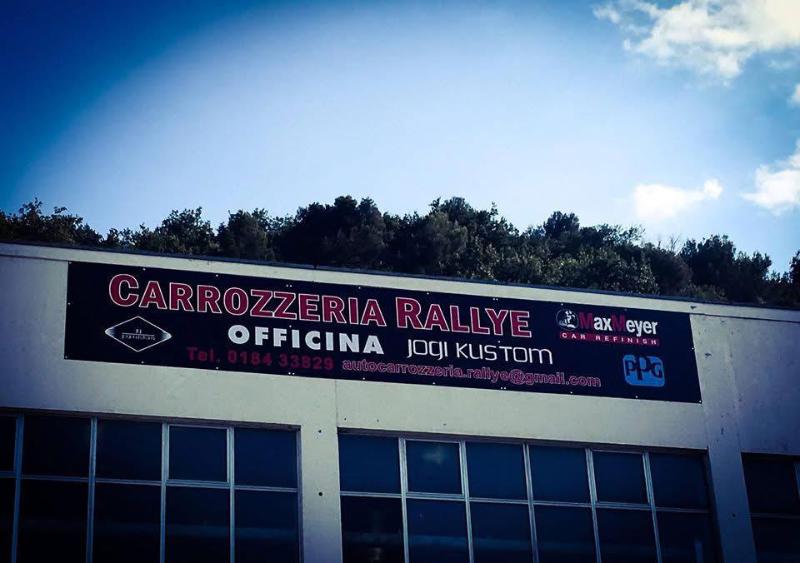 CARROZZERIA RALLYE
OFFICINA JOGI KUSTOM
Tel. 0184 33829 autocarrozzeria.rallye@gmail.com
MaxMeyer
CAR REFINISH
PPG